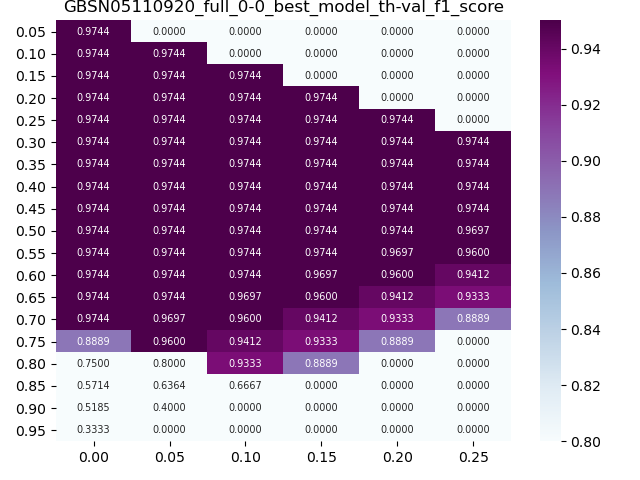 GBSN05110920_full_0-0_best_model_th-val_f1_score
0.05 0.9744 0.0000 0.0000 0.0000 0.0000 0.0000
0.10 0.9744 0.9744 0.0000 0.0000 0.0000 0.0000
0.15 0.9744 0.9744 0.9744 0.0000 0.0000 0.0000
0.20 0.9744 0.9744 0.9744 0.9744 0.0000 0.0000
0.25 0.9744 0.9744 0.9744 0.9744 0.9744 0.0000
0.30 0.9744 0.9744 0.9744 0.9744 0.9744 0.9744
0.35 0.9744 0.9744 0.9744 0.9744 0.9744 0.9744
0.40 0.9744 0.9744 0.9744 0.9744 0.9744 0.9744
0.45 0.9744 0.9744 0.9744 0.9744 0.9744 0.9744
0.50 0.9744 0.9744 0.9744 0.9744 0.9744 0.9697
0.55 0.9744 0.9744 0.9744 0.9744 0.9697 0.9600
0.60 0.9744 0.9744 0.9744 0.9697 0.9600 0.9412
0.65 0.9744 0.9744 0.9697 0.9600 0.9412 0.9333
0.70 0.9744 0.9697 0.9600 0.9412 0.9333 0.8889
0.75 0.8889 0.9600 0.9412 0.9333 0.8889 0.0000
0.80 0.7500 0.8000 0.9333 0.8889 0.0000 0.0000
0.85 0.5714 0.6364 0.6667 0.0000 0.0000 0.0000
0.90 0.5185 0.4000 0.0000 0.0000 0.0000 0.0000
0.95 0.3333 0.0000 0.0000 0.0000 0.0000 0.0000
0.00 0.05 0.10 0.15 0.20 0.25
0.94
0.92
0.90
0.88
0.86
0.84
0.82
0.80